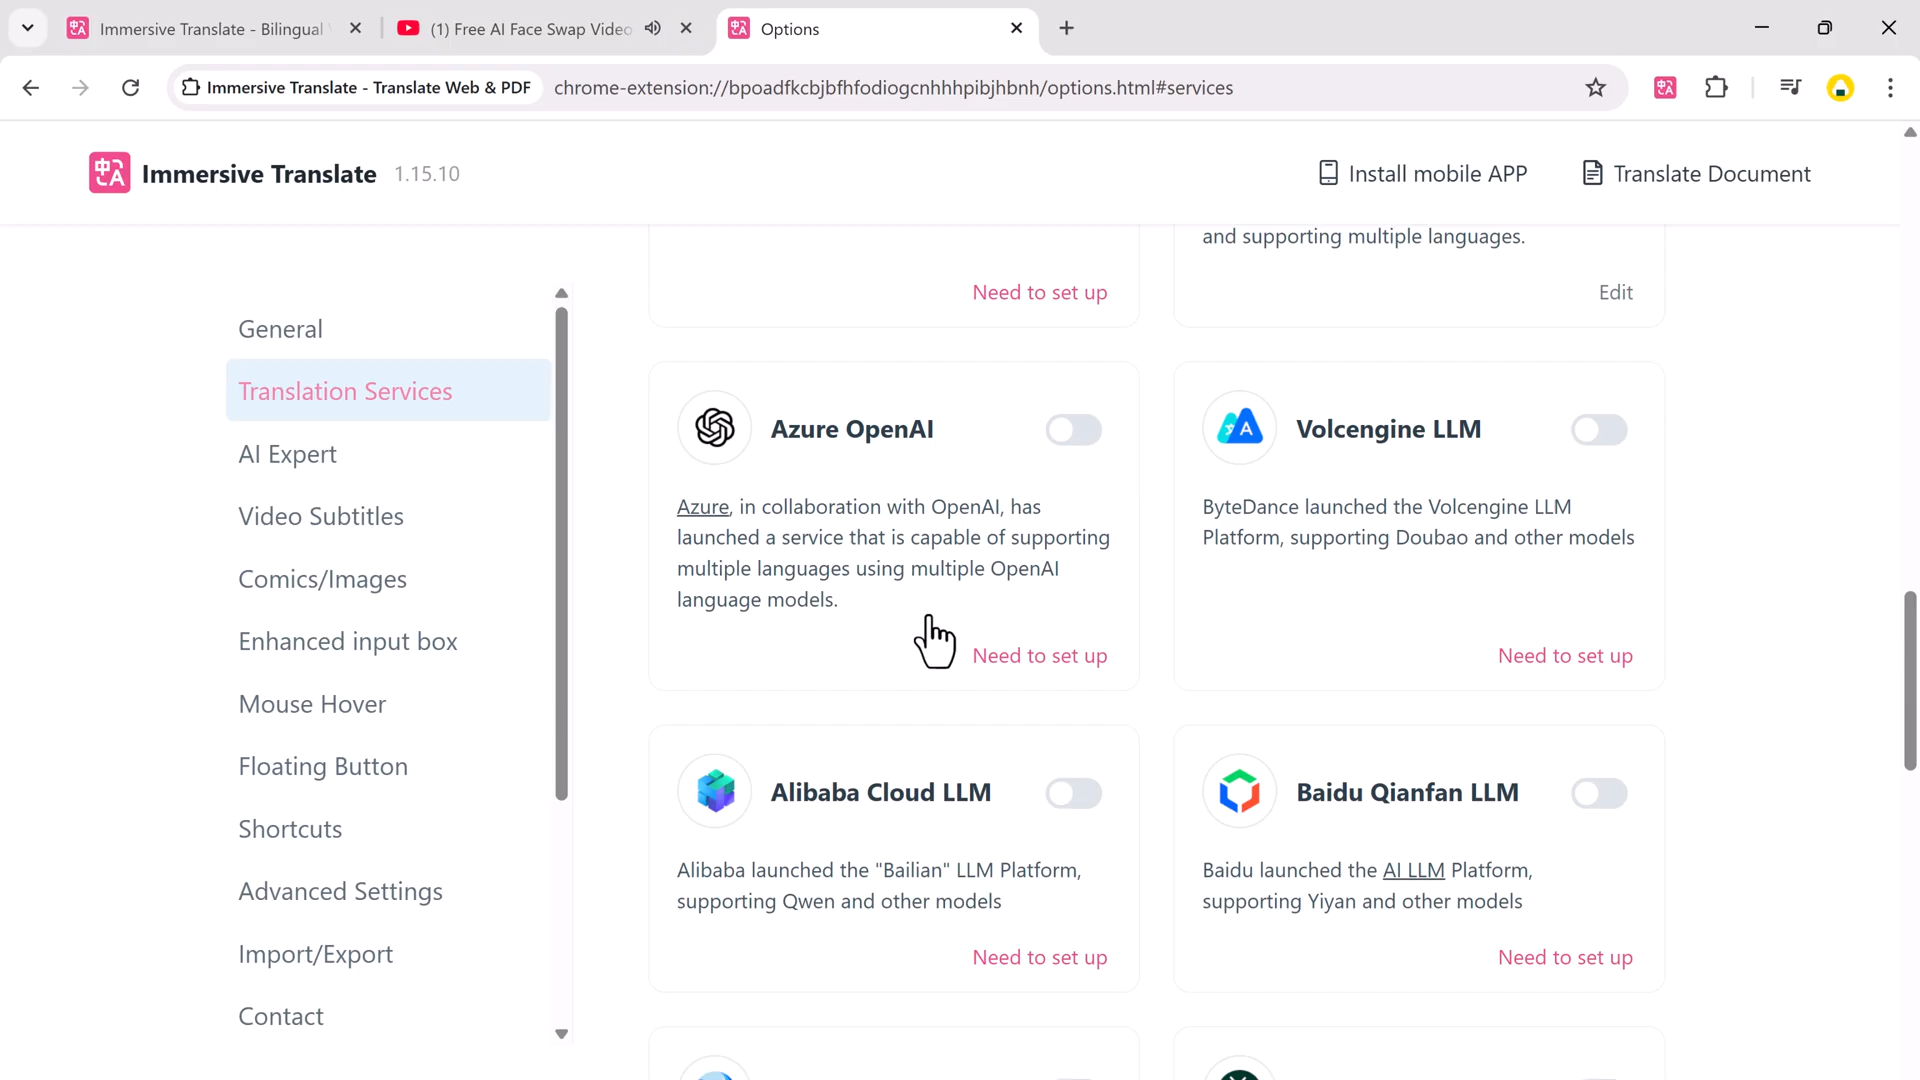 Immersive Translate - Bilingual
(1) Free AI Face Swap Video
Options
Immersive Translate - Translate Web & PDF
chrome-extension://bpoadfkcbjbfhfodiogcnhhhpibjhbnh/options.html#services
Immersive Translate 1.15.10
Install mobile APP
Translate Document
General
Translation Services
AI Expert
Video Subtitles
Comics/Images
Enhanced input box
Mouse Hover
Floating Button
Shortcuts
Advanced Settings
Import/Export
Contact
Need to set up
and supporting multiple languages.
Edit
Azure OpenAI
Azure, in collaboration with OpenAI, has
launched a service that is capable of supporting
multiple languages using multiple OpenAI
language models.
Need to set up
Volcengine LLM
ByteDance launched the Volcengine LLM
Platform, supporting Doubao and other models
Need to set up
Alibaba Cloud LLM
Alibaba launched the "Bailian" LLM Platform,
supporting Qwen and other models
Need to set up
Baidu Qianfan LLM
Baidu launched the AI LLM Platform,
supporting Yiyan and other models
Need to set up